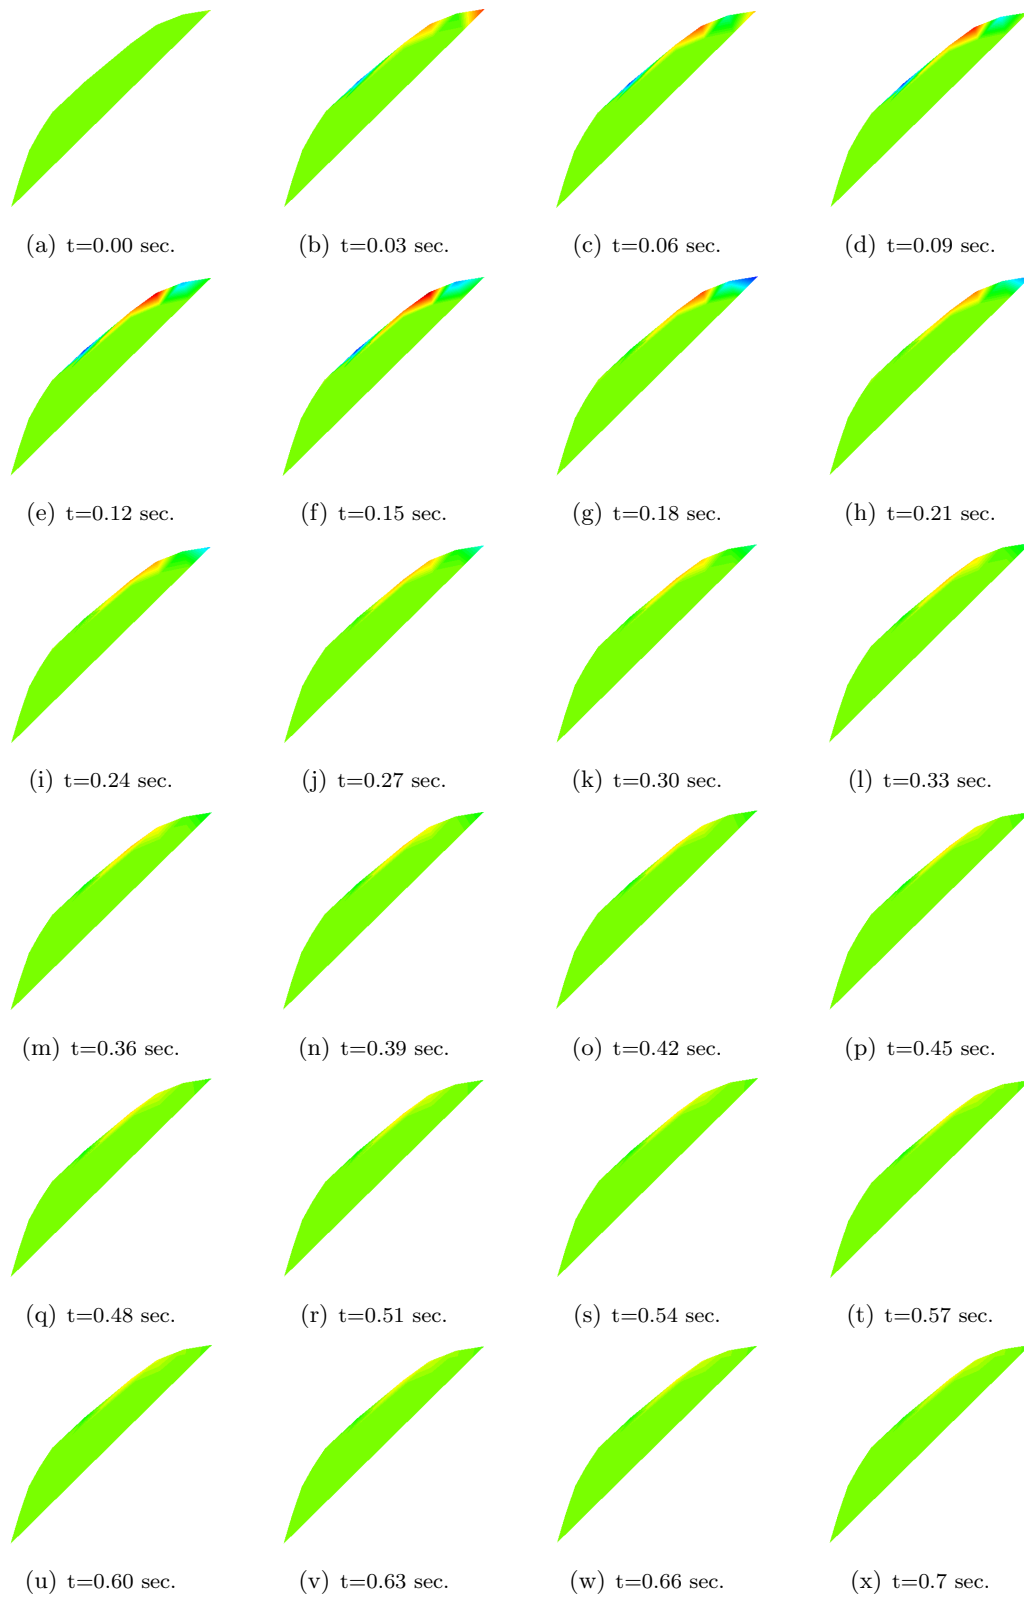 (a) t=0.00 sec.
(b) t=0.03 sec.
(c) t=0.06 sec.
(d) t=0.09 sec.
(e) t=0.12 sec.
(f) t=0.15 sec.
(g) t=0.18 sec.
(h) t=0.21 sec.
(i) t=0.24 sec.
(j) t=0.27 sec.
(k) t=0.30 sec.
(l) t=0.33 sec.
(m) t=0.36 sec.
(n) t=0.39 sec.
(o) t=0.42 sec.
(p) t=0.45 sec.
(q) t=0.48 sec.
(r) t=0.51 sec.
(s) t=0.54 sec.
(t) t=0.57 sec.
(u) t=0.60 sec.
(v) t=0.63 sec.
(w) t=0.66 sec.
(x) t=0.7 sec.